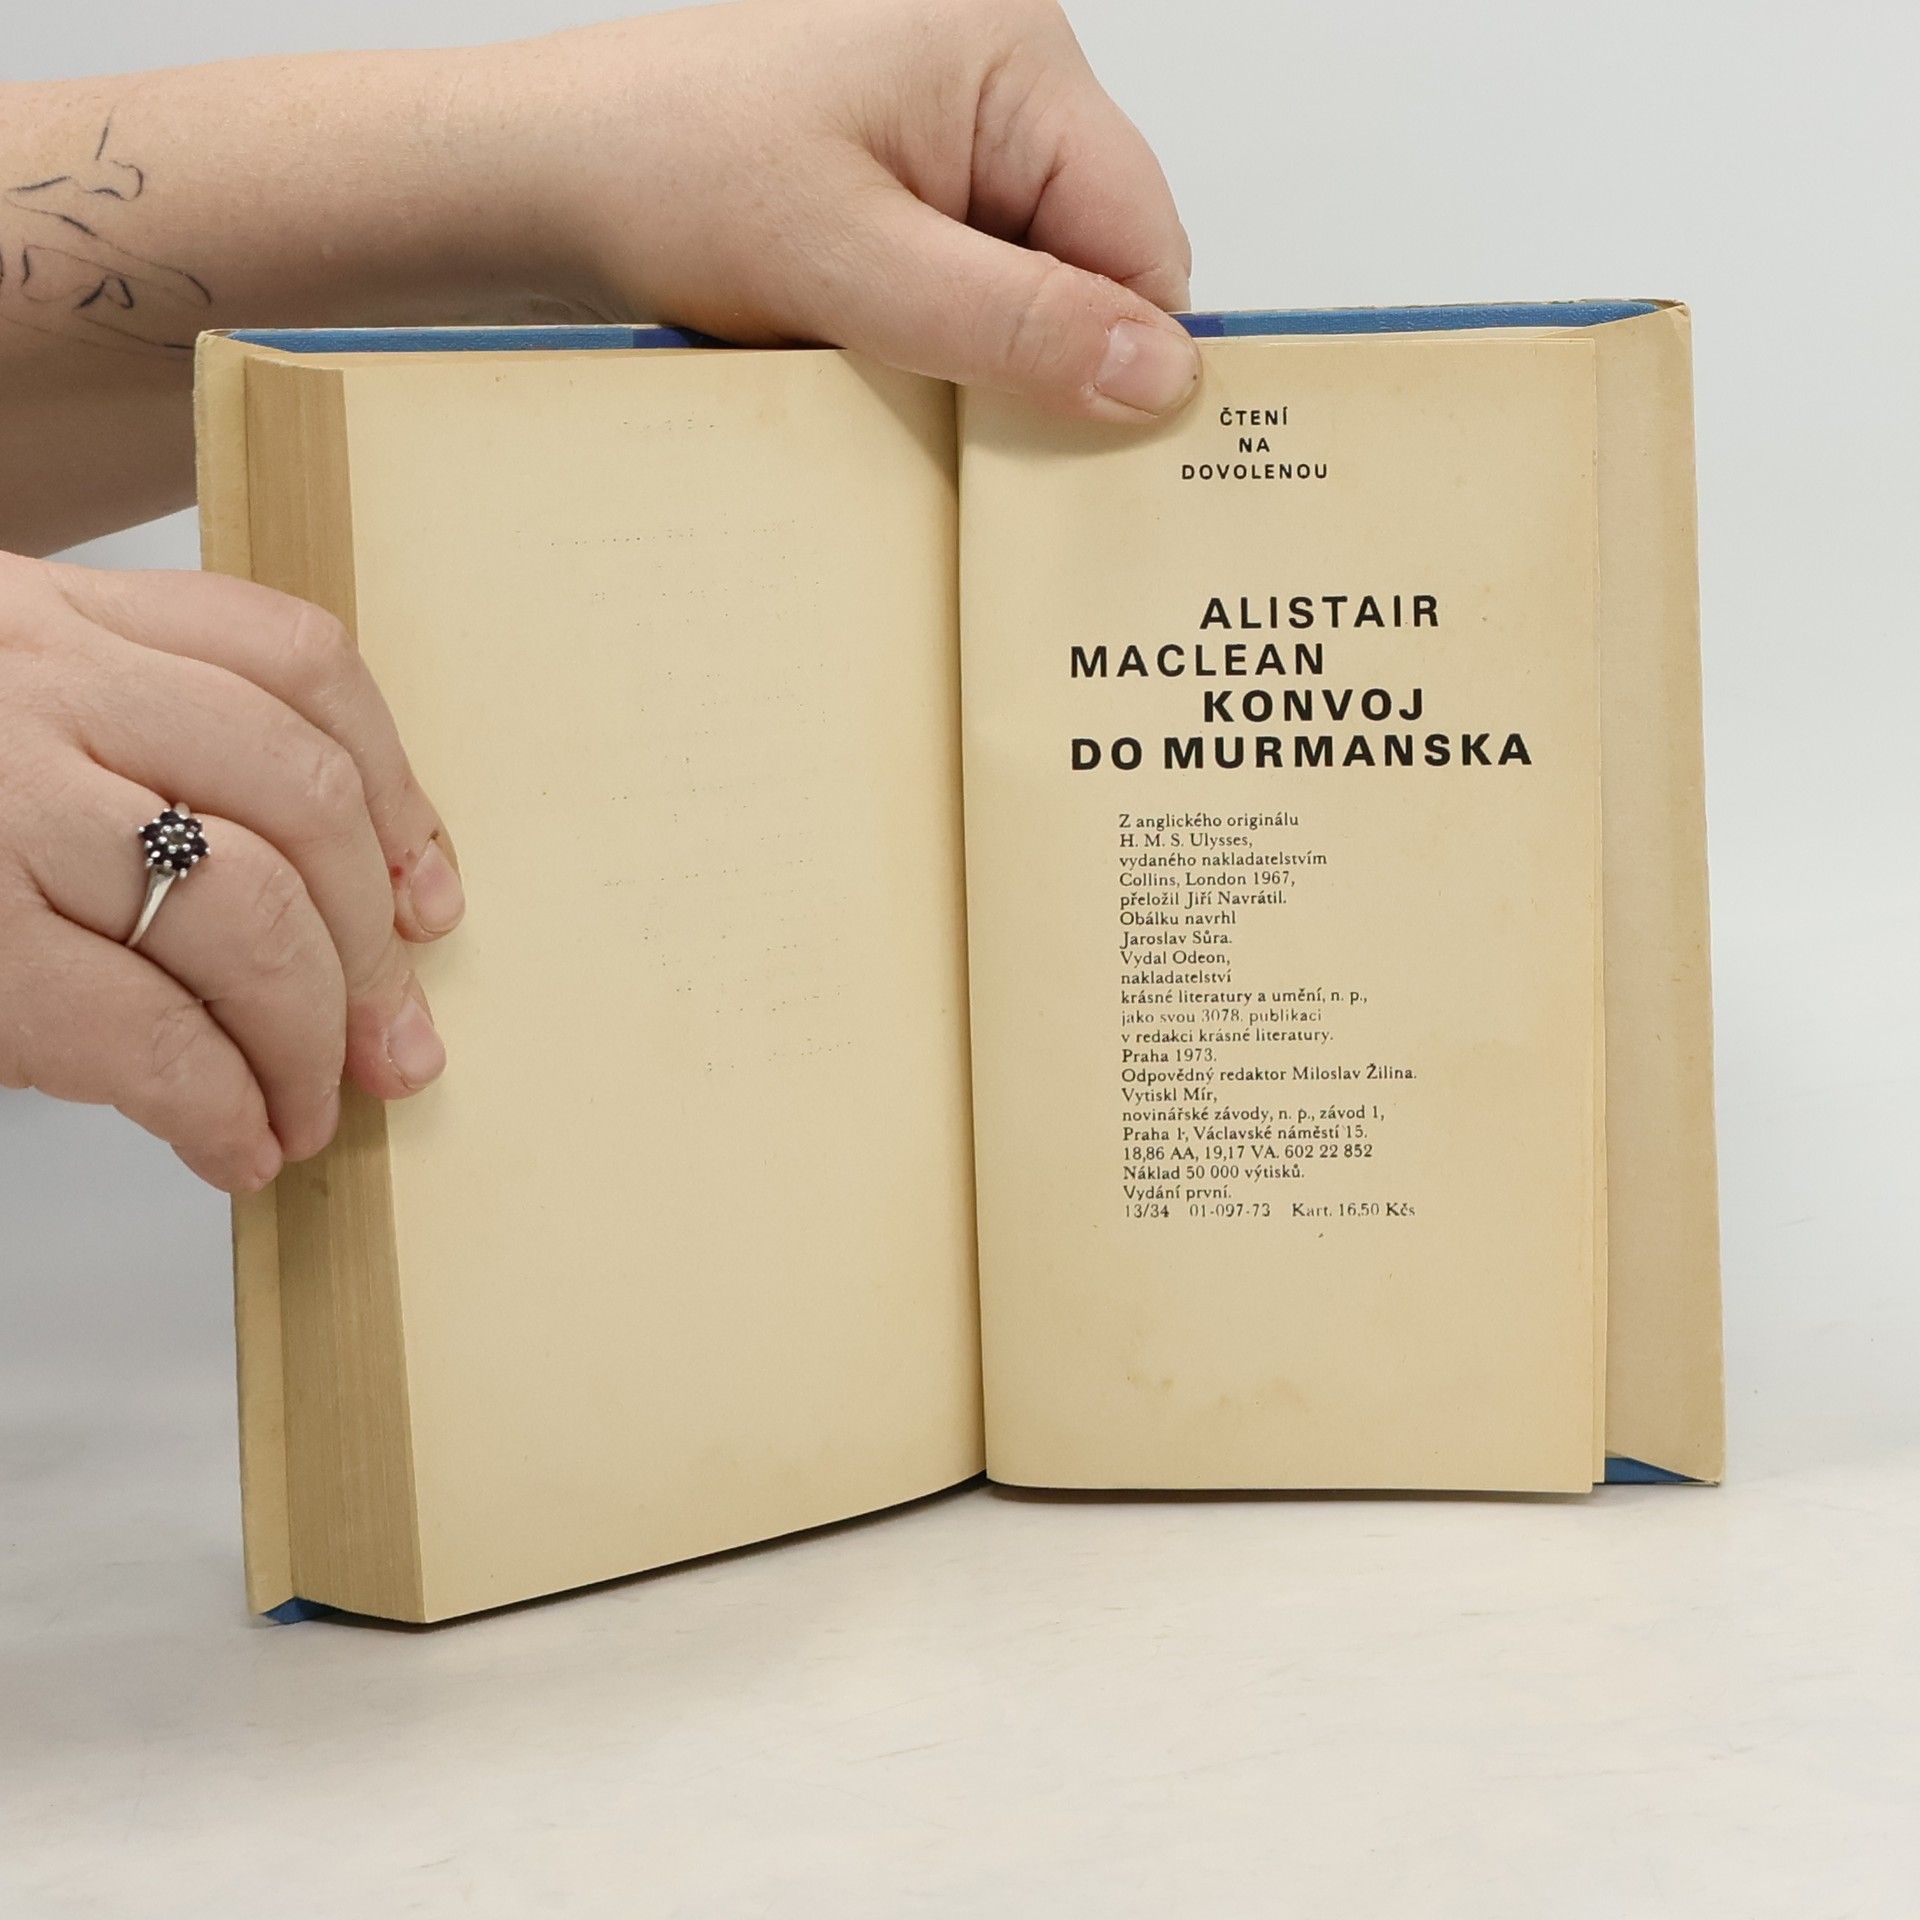 ČTENÍ
NA
DOVOLENOU
ALISTAIR
MACLEAN
KONVOJ
DO MURMANSKA
Z anglického originálu
H. M. S. Ulysses,
vydaného nakladatelstvím
Collins, London 1967,
přeložil Jiří Navrátil.
Obálku navrhl
Jaroslav Sůra.
Vydal Odeon,
nakladatelství
krásné literatury a umění, n. p.,
jako svou 3078. publikaci
v redakci krásné literatury.
Praha 1973.
Odpovědný redaktor Miloslav Žilina.
Vytiskl Mír,
novinářské závody, n. p., závod 1,
Praha 1, Václavské náměstí 15.
18,86 AA, 19,17 VA. 602 22 852
Náklad 50 000 výtisků.
Vydání první.
13/34 01-097-73 Kart. 16,50 Kčs